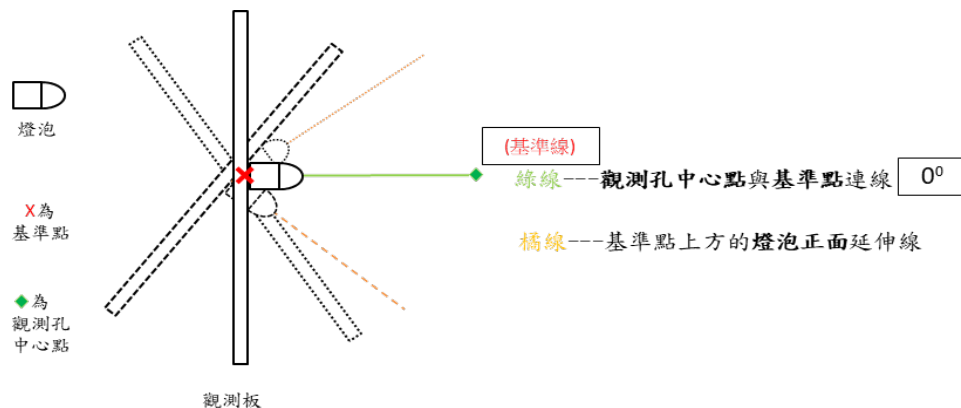 燈泡
X為
基準點
◆為
觀測孔
中心點
觀測板
(基準線)
綠線---觀測孔中心點與基準點連線 0⁰
橘線---基準點上方的燈泡正面延伸線